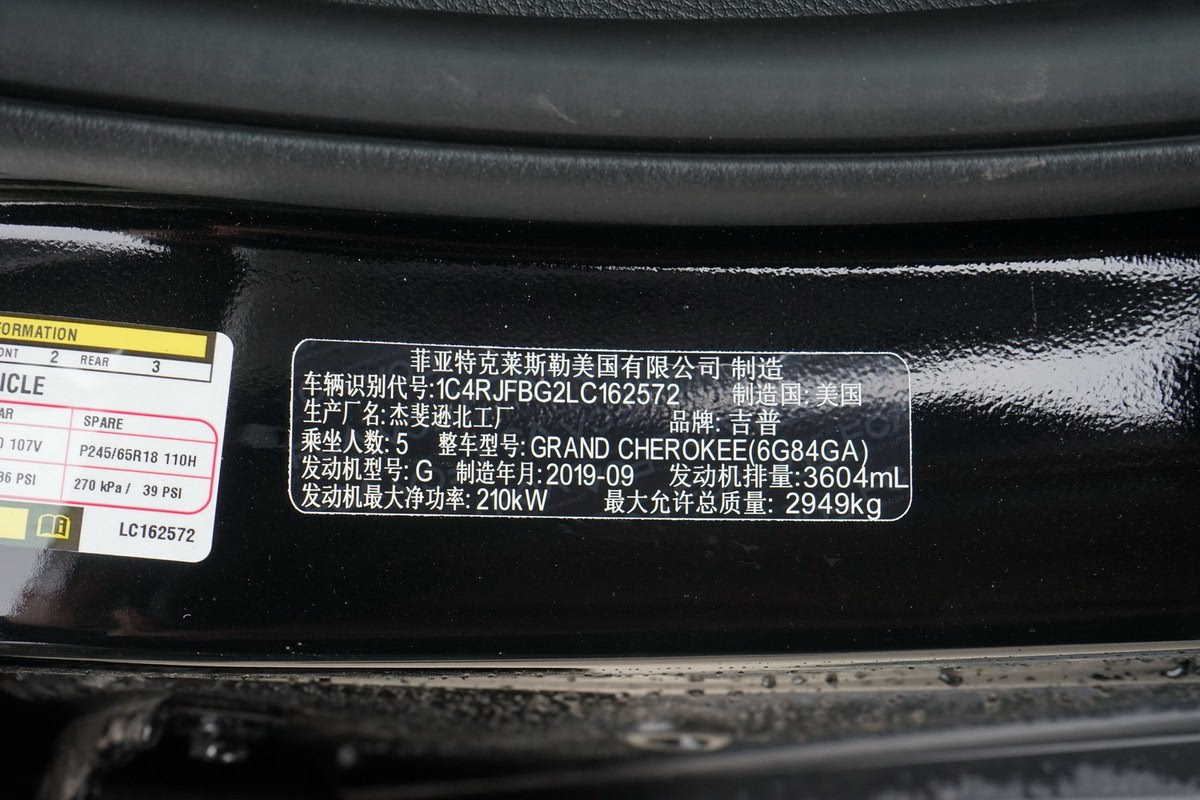 FORMATION
ONT 2 REAR 3
ICLE
AR SPARE
107V P245/65R18 110H
36 PSI 270 kPa / 39 PSI
LC162572
菲亚特克莱斯勒美国有限公司 制造
车辆识别代号:1C4RJFBG2LC162572 制造国: 美国
生产厂名:杰斐逊北工厂 品牌: 吉普
乘坐人数: 5 整车型号: GRAND CHEROKEE(6G84GA)
发动机型号: G 制造年月:2019-09 发动机排量:3604mL
发动机最大净功率: 210kW 最大允许总质量: 2949kg